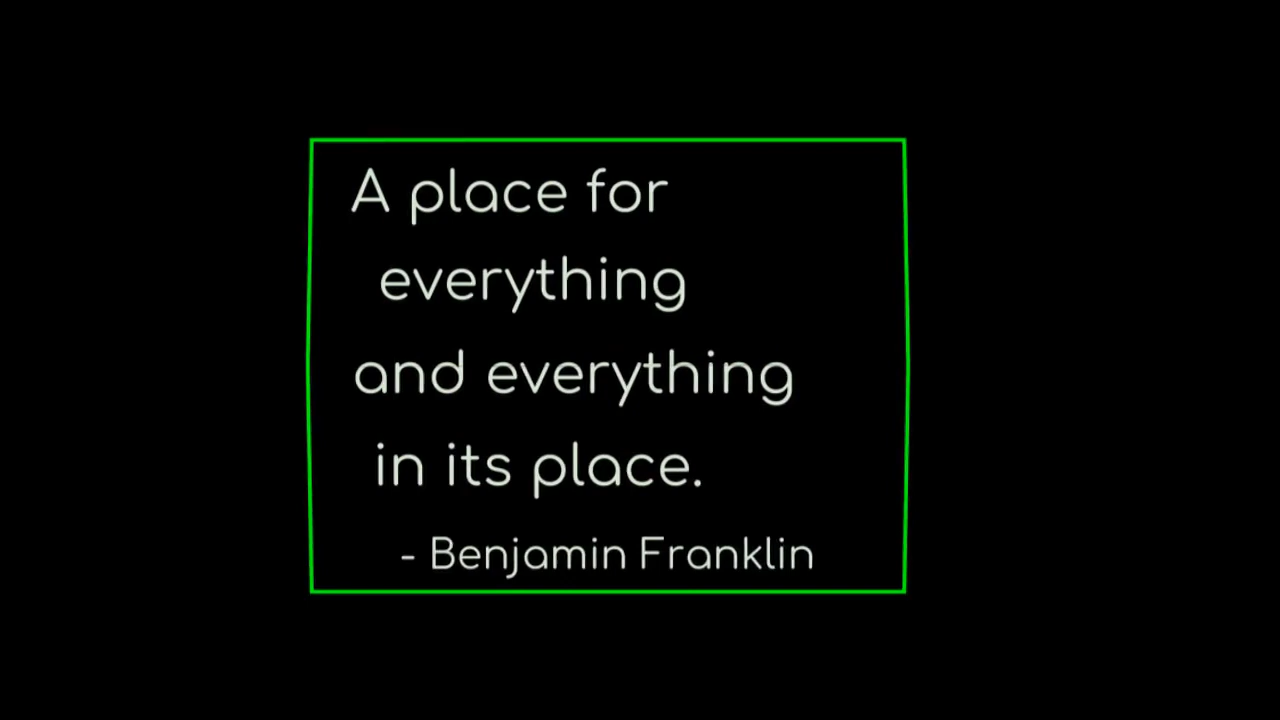 A place for
everything
and everything
in its place.
- Benjamin Franklin